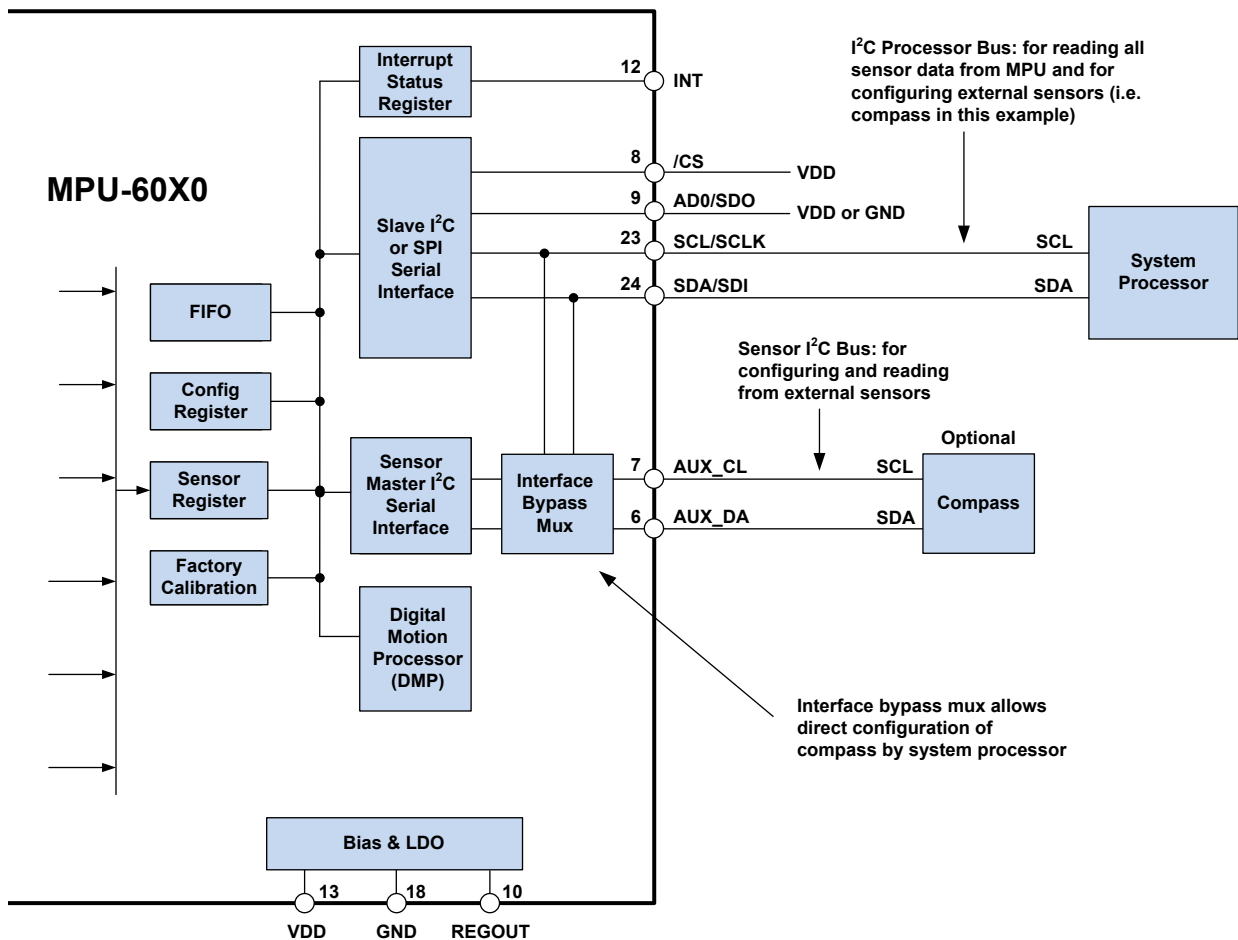 MPU-60X0
Interrupt
Status
Register
12
INT
Slave I²C
or SPI
Serial
Interface
8
/CS
VDD
9
AD0/SDO
VDD or GND
23
SCL/SCLK
SCL
24
SDA/SDI
SDA
System
Processor
I²C Processor Bus: for reading all
sensor data from MPU and for
configuring external sensors (i.e.
compass in this example)
FIFO
Config
Register
Sensor
Register
Factory
Calibration
Sensor
Master I²C
Serial
Interface
Interface
Bypass
Mux
7
AUX_CL
SCL
6
AUX_DA
SDA
Optional
Compass
Sensor I²C Bus: for
configuring and reading
from external sensors
Digital
Motion
Processor
(DMP)
Interface bypass mux allows
direct configuration of
compass by system processor
Bias & LDO
13
18
10
VDD
GND
REGOUT